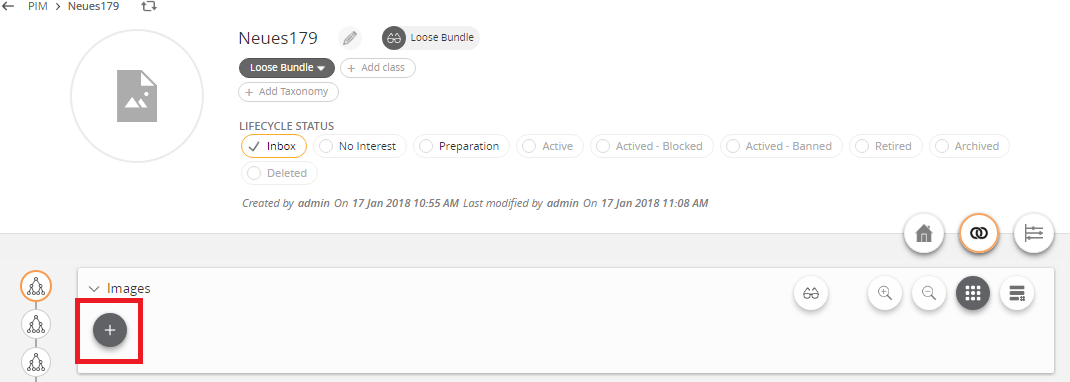 PIM > Neues179
Neues179 Loose Bundle
Loose Bundle + Add class
+ Add Taxonomy
LIFECYCLE STATUS
Inbox No Interest Preparation Active Actived - Blocked Actived - Banned Retired Archived
Deleted
Created by admin On 17 Jan 2018 10:55 AM Last modified by admin On 17 Jan 2018 11:08 AM
Images
+